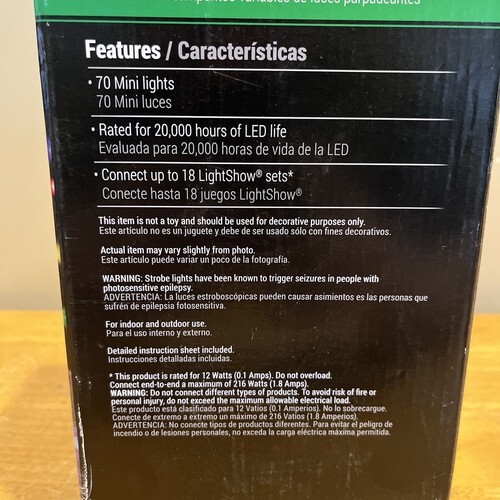 variables de luces parpadeantes
Features / Características
• 70 Mini lights
70 Mini luces
• Rated for 20,000 hours of LED life
Evaluada para 20,000 horas de vida de la LED
• Connect up to 18 LightShow® sets*
Conecte hasta 18 juegos LightShow®
This item is not a toy and should be used for decorative purposes only.
Este artículo no es un juguete y debe de ser usado sólo con fines decorativos.
Actual item may vary slightly from photo.
Este artículo puede variar un poco de la fotografía.
WARNING: Strobe lights have been known to trigger seizures in people with
photosensitive epilepsy.
ADVERTENCIA: La luces estroboscópicas pueden causar asimientos es las personas que
sufrén de epilepsia fotosensitiva.
For indoor and outdoor use.
Para el uso interno y externo.
Detailed instruction sheet included.
Instrucciones detalladas incluidas.
* This product is rated for 12 Watts (0.1 Amps). Do not overload.
Connect end-to-end a maximum of 216 Watts (1.8 Amps).
WARNING: Do not connect different types of products. To avoid risk of fire or
personal injury, do not exceed the maximum allowable electrical load.
Este producto está clasificado para 12 Vatios (0.1 Amperios). No lo sobrecargue.
Conecte de extremo a extremo un máximo de 216 Vatios (1.8 Amperios).
ADVERTENCIA: No conecte tipos de productos diferentes. Para evitar el peligro de
incendio o de lesiones personales, no exceda la carga eléctrica máxima permitida.